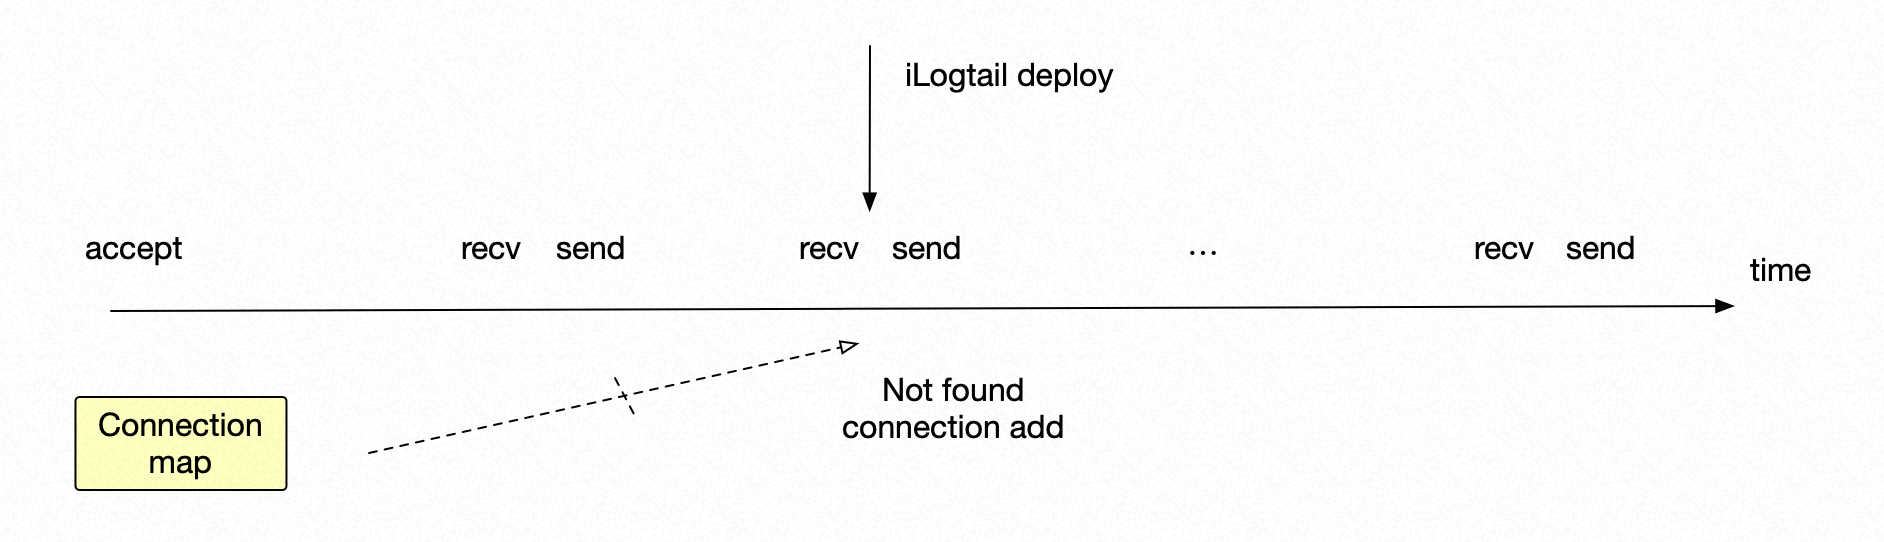 iLogtail deploy
accept
recv send
recv send
...
recv send
time
Connection
map
Not found
connection add